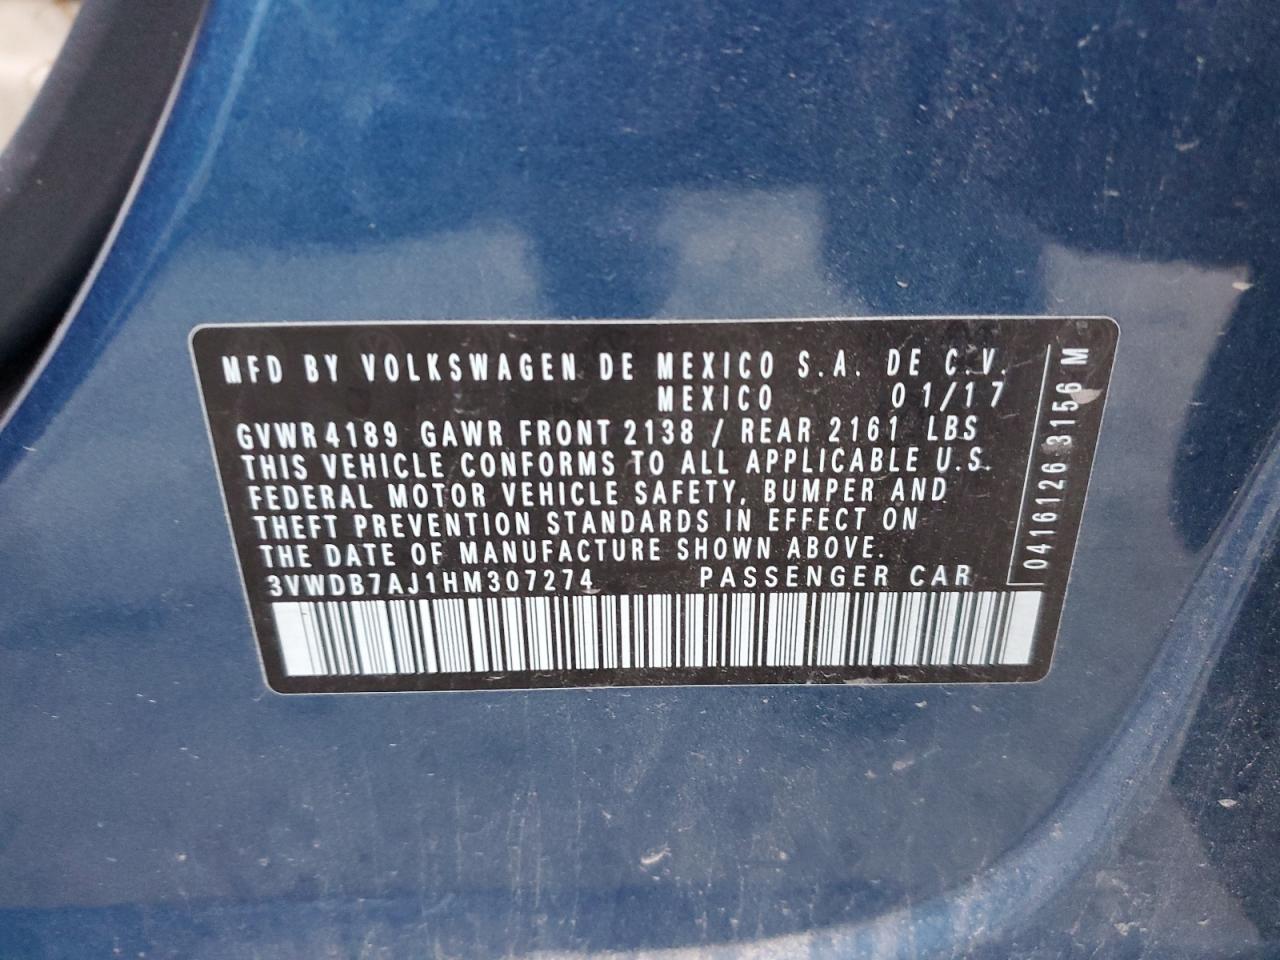 MFD BY VOLKSWAGEN DE MEXICO S.A. DE C.V.
MEXICO 01/17
GVWR 4189 GAWR FRONT 2138 / REAR 2161 LBS
THIS VEHICLE CONFORMS TO ALL APPLICABLE U.S.
FEDERAL MOTOR VEHICLE SAFETY, BUMPER AND
THEFT PREVENTION STANDARDS IN EFFECT ON
THE DATE OF MANUFACTURE SHOWN ABOVE.
3VWDB7AJ1HM307274 PASSENGER CAR
0416126 3156 M